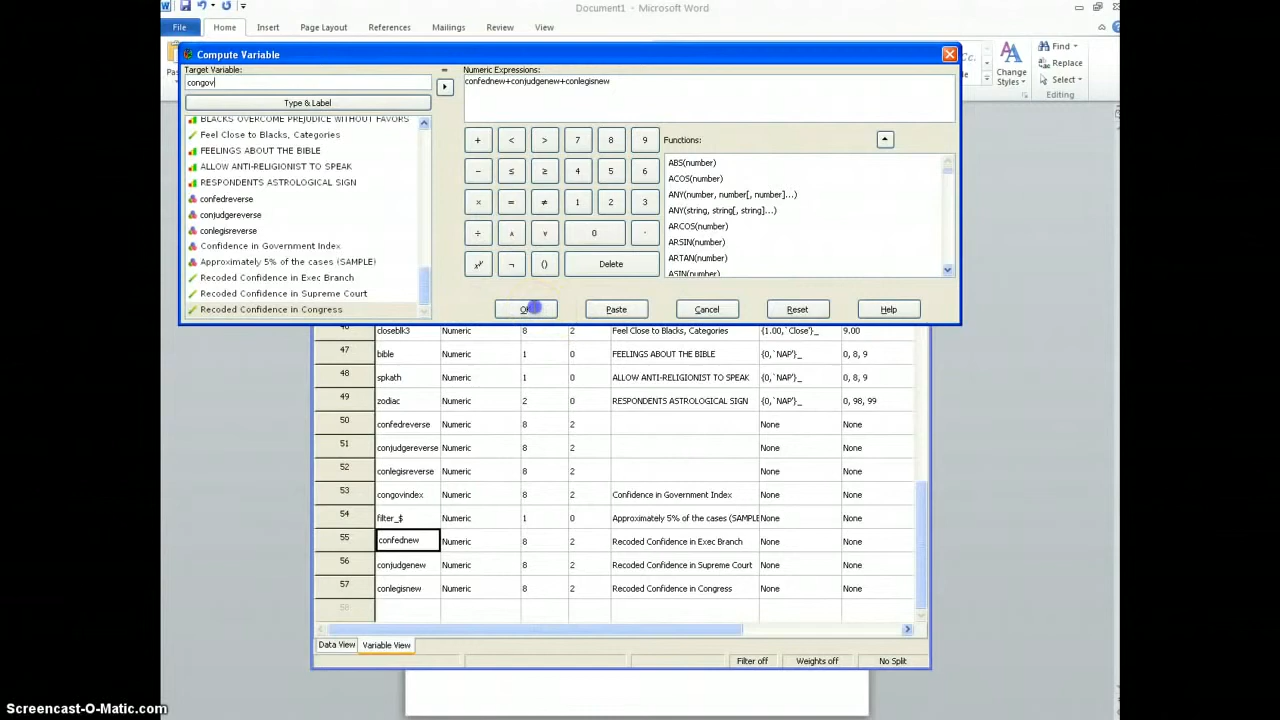 Document1 - Microsoft Word
File Home Insert Page Layout References Mailings Review View
Compute Variable
Target Variable: = Numeric Expressions:
congov confednew+conjudgenew+conlegisnew
Type & Label
BLACKS OVERCOME PREJUDICE WITHOUT FAVORS
Feel Close to Blacks, Categories
FEELINGS ABOUT THE BIBLE
ALLOW ANTI-RELIGIONIST TO SPEAK
RESPONDENTS ASTROLOGICAL SIGN
confedreverse
conjudgereverse
conlegisreverse
Confidence in Government Index
Approximately 5% of the cases (SAMPLE)
Recoded Confidence in Exec Branch
Recoded Confidence in Supreme Court
Recoded Confidence in Congress
+ < > 7 8 9
− ≤ ≥ 4 5 6
× = ≠ 1 2 3
÷ ∧ ∨ 0 .
xʸ ¬ () Delete
Functions:
ABS(number)
ACOS(number)
ANY(number, number[, number]...)
ANY(string, string[, string]...)
ARCOS(number)
ARSIN(number)
ARTAN(number)
ASIN(number)
Paste Cancel Reset Help
Change
Styles
Find
Replace
Select
Editing
46 closeblk3 Numeric 8 2 Feel Close to Blacks, Categories {1.00,`Close'}_ 9.00
47 bible Numeric 1 0 FEELINGS ABOUT THE BIBLE {0,`NAP'}_ 0, 8, 9
48 spkath Numeric 1 0 ALLOW ANTI-RELIGIONIST TO SPEAK {0,`NAP'}_ 0, 8, 9
49 zodiac Numeric 2 0 RESPONDENTS ASTROLOGICAL SIGN {0,`NAP'}_ 0, 98, 99
50 confedreverse Numeric 8 2 None None
51 conjudgereverse Numeric 8 2 None None
52 conlegisreverse Numeric 8 2 None None
53 congovindex Numeric 8 2 Confidence in Government Index None None
54 filter_$ Numeric 1 0 Approximately 5% of the cases (SAMPLE None None
55 confednew Numeric 8 2 Recoded Confidence in Exec Branch None None
56 conjudgenew Numeric 8 2 Recoded Confidence in Supreme Court None None
57 conlegisnew Numeric 8 2 Recoded Confidence in Congress None None
58
Data View Variable View
Filter off Weights off No Split
Screencast-O-Matic.com